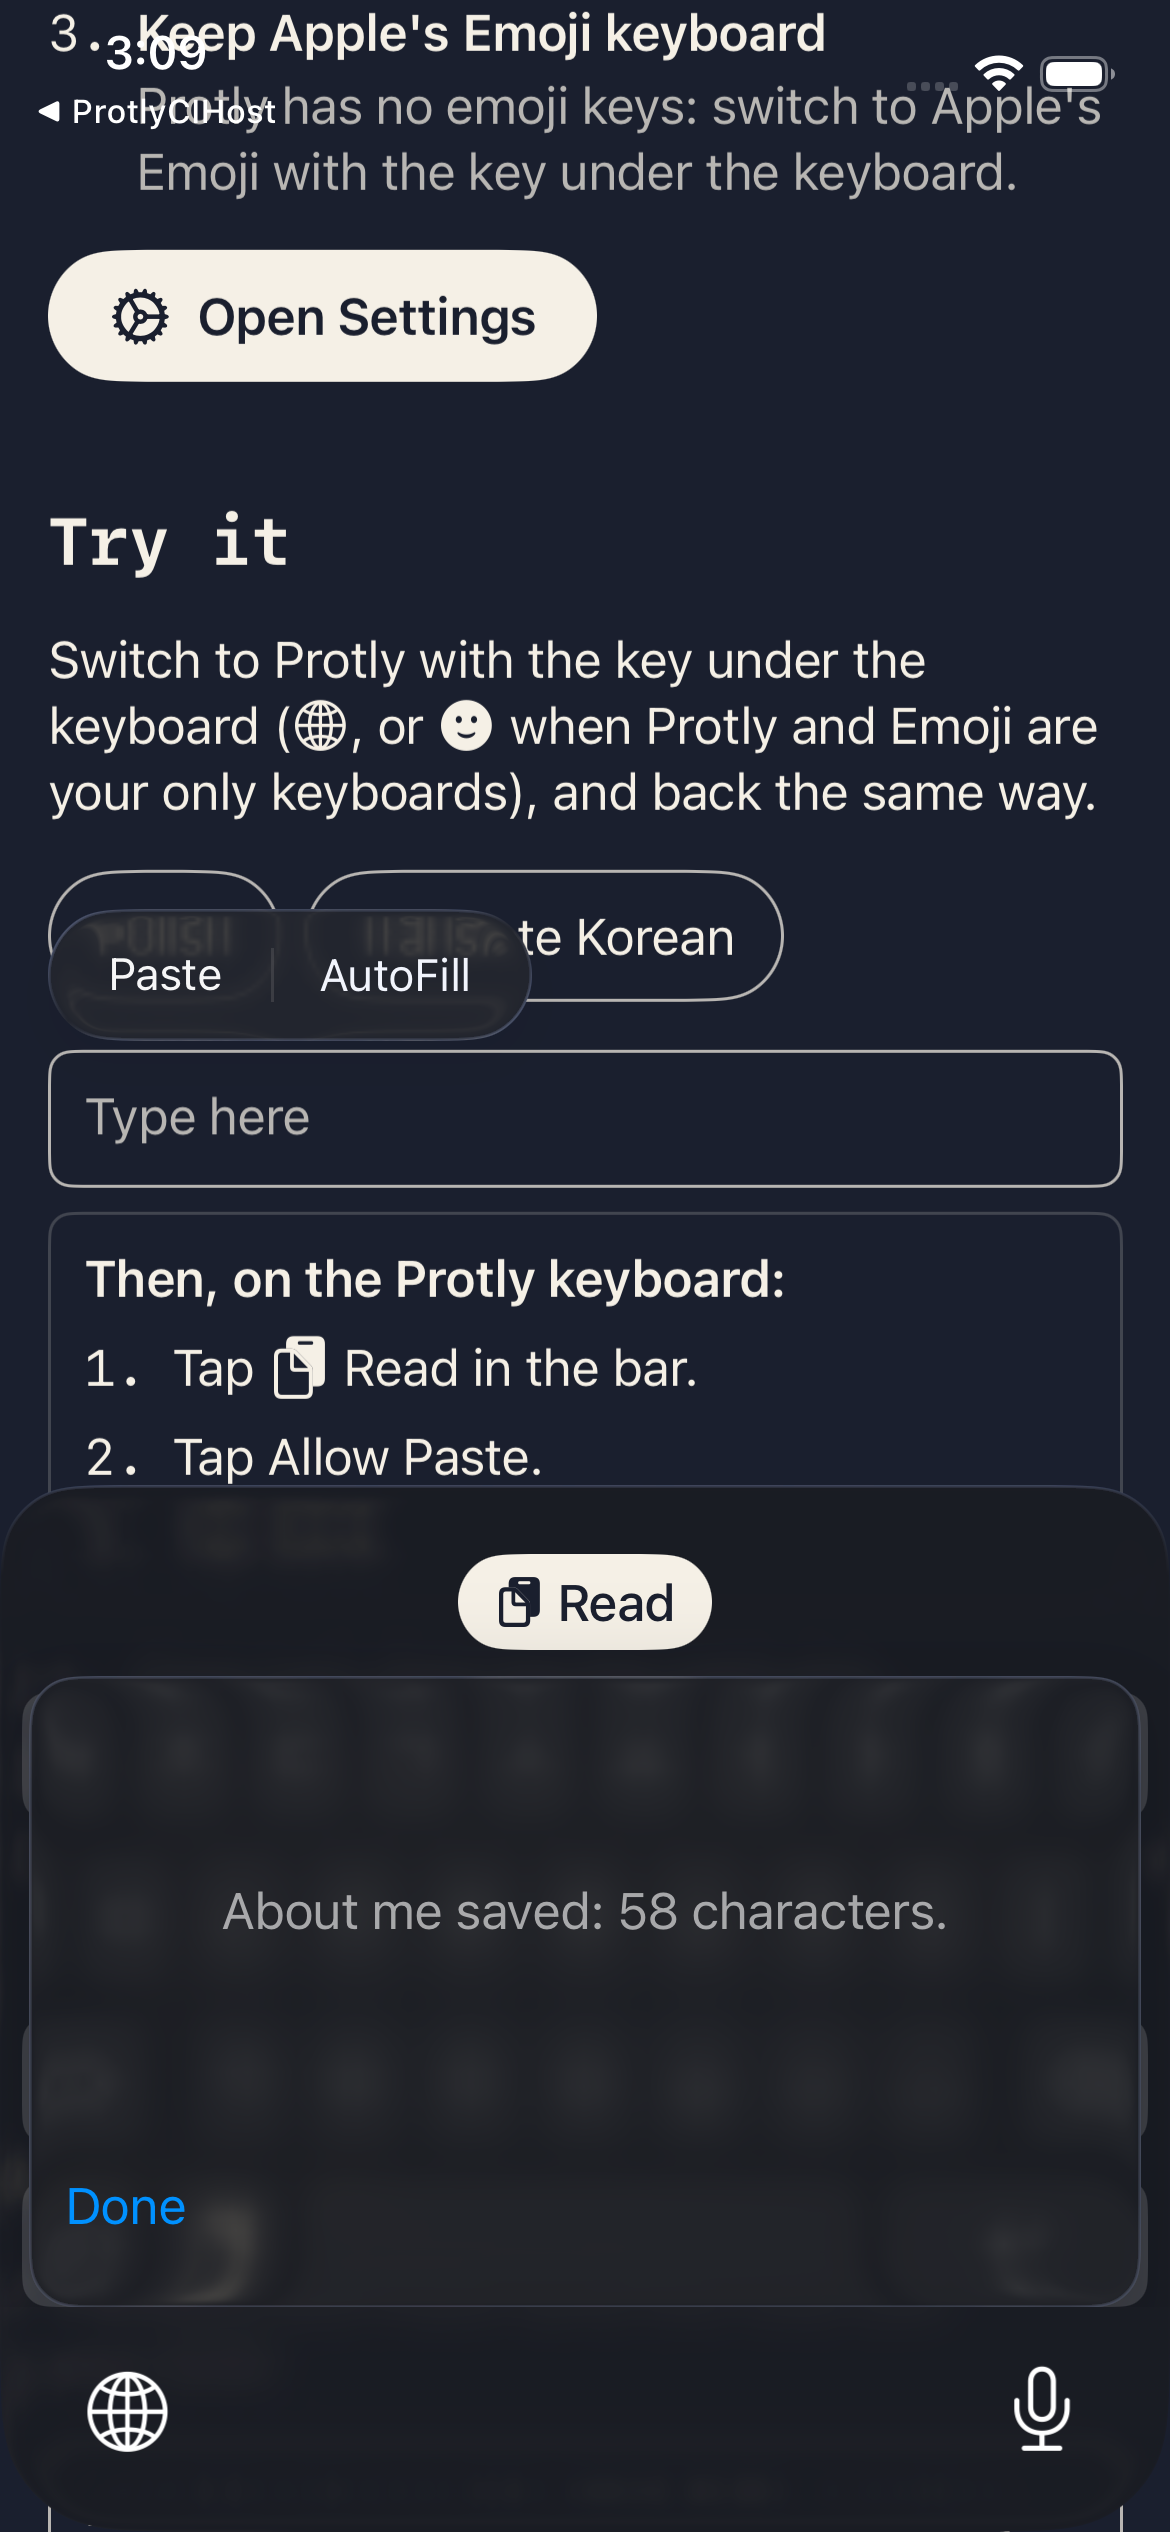 3. Keep Apple's Emoji keyboard
3:09
ProtlyCIHost
Protly has no emoji keys: switch to Apple's
Emoji with the key under the keyboard.
Open Settings
Try it
Switch to Protly with the key under the
keyboard (🌐, or 🙂 when Protly and Emoji are
your only keyboards), and back the same way.
te Korean
Paste
AutoFill
Type here
Then, on the Protly keyboard:
1. Tap Read in the bar.
2. Tap Allow Paste.
Read
About me saved: 58 characters.
Done